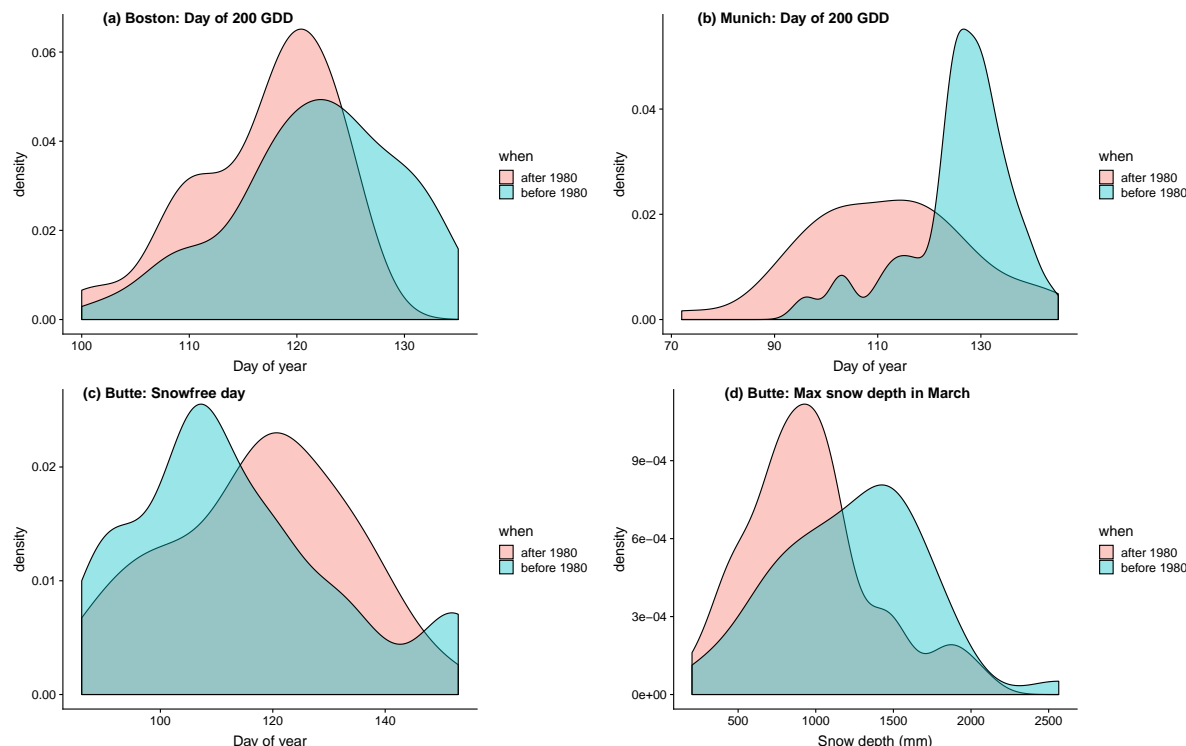 (a) Boston: Day of 200 GDD
density
0.06
0.04
0.02
0.00
100
110
120
130
Day of year
when
after 1980
before 1980
(b) Munich: Day of 200 GDD
density
0.04
0.02
0.00
70
90
110
130
Day of year
when
after 1980
before 1980
(c) Butte: Snowfree day
density
0.02
0.01
0.00
100
120
140
Day of year
when
after 1980
before 1980
(d) Butte: Max snow depth in March
density
9e−04
6e−04
3e−04
0e+00
500
1000
1500
2000
2500
Snow depth (mm)
when
after 1980
before 1980